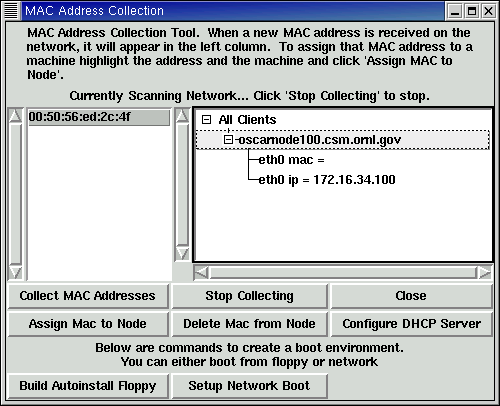 MAC Address Collection
MAC Address Collection Tool. When a new MAC address is received on the
network, it will appear in the left column. To assign that MAC address to a
machine highlight the address and the machine and click 'Assign MAC to
Node'.
Currently Scanning Network... Click 'Stop Collecting' to stop.
00:50:56:ed:2c:4f
All Clients
oscarnode100.csm.ornl.gov
eth0 mac =
eth0 ip = 172.16.34.100
Collect MAC Addresses
Stop Collecting
Close
Assign Mac to Node
Delete Mac from Node
Configure DHCP Server
Below are commands to create a boot environment.
You can either boot from floppy or network
Build Autoinstall Floppy
Setup Network Boot